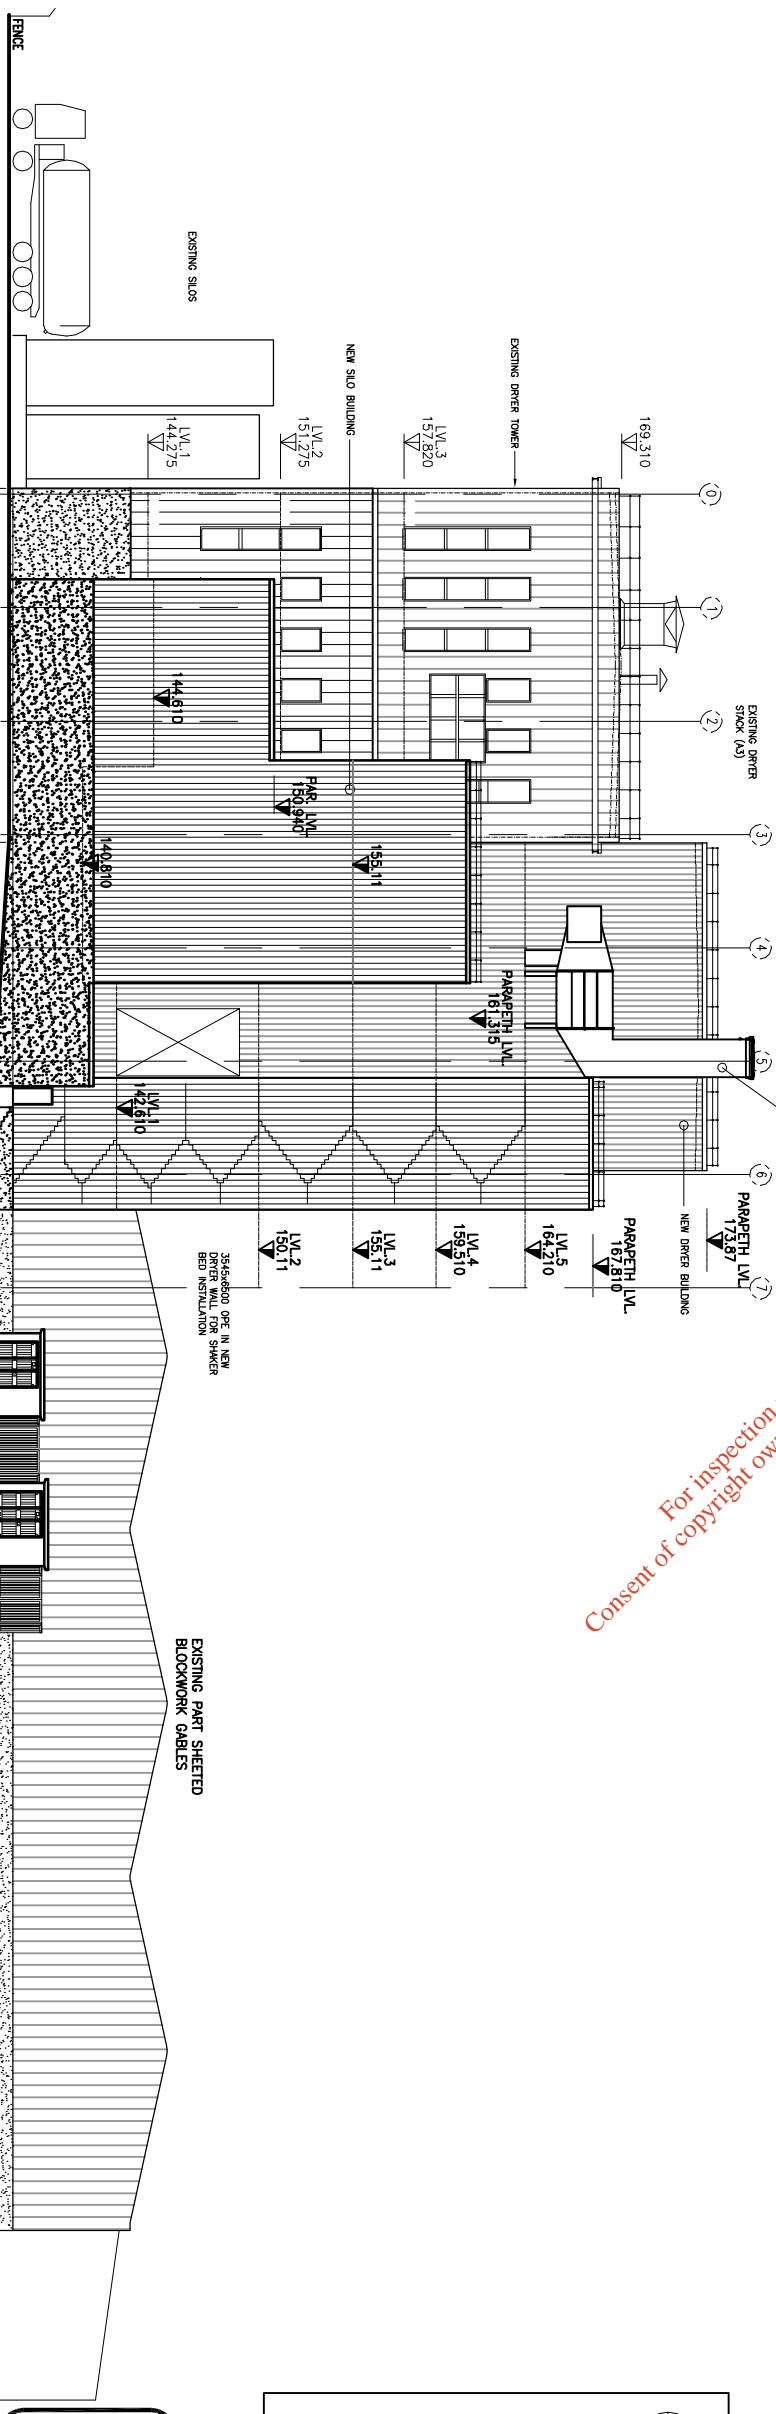 FENCE
EXISTING SILOS
NEW SILO BUILDING
EXISTING DRYER TOWER
LVL.1
144.275
LVL.2
151.275
LVL.3
157.820
169.310
0
1
2
3
4
5
6
7
EXISTING DRYER
STACK (A3)
144.610
PAR. LVL
150.940
140.810
155.11
PARAPETH LVL.
161.315
LVL.1
142.610
LVL.2
150.11
LVL.3
155.11
LVL.4
159.510
LVL.5
164.210
PARAPETH LVL.
167.810
NEW DRYER BUILDING
PARAPETH LVL.
173.87
3545x6500 OPE IN NEW
DRYER WALL FOR SHAKER
BED INSTALLATION
For inspection
Consent of copyright
EXISTING PART SHEETED
BLOCKWORK GABLES